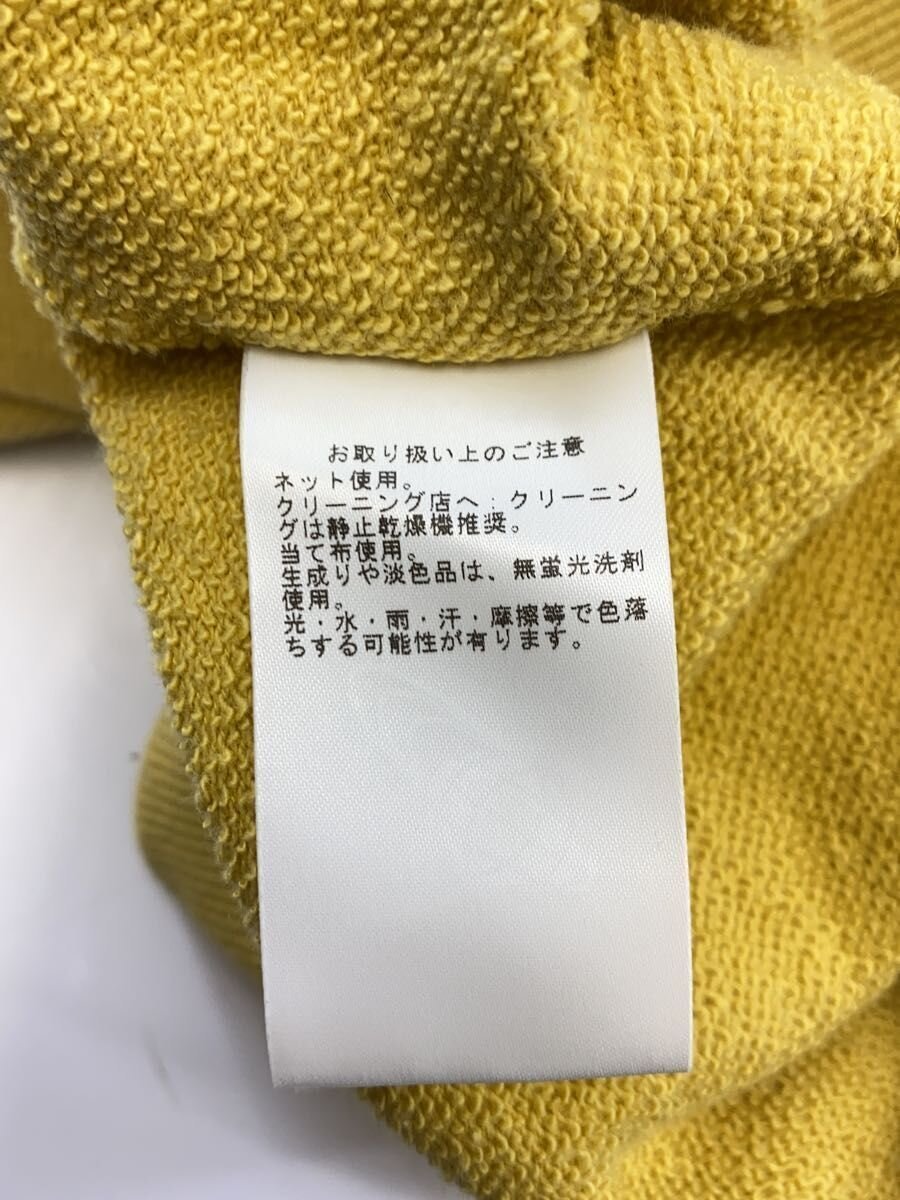 お取り扱い上のご注意
ネット使用。
クリーニング店へ:クリーニン
グは静止乾燥機推奨。
当て布使用。
生成りや淡色品は、無蛍光洗剤
使用。
光・水・雨・汗・摩擦等で色落
ちする可能性が有ります。